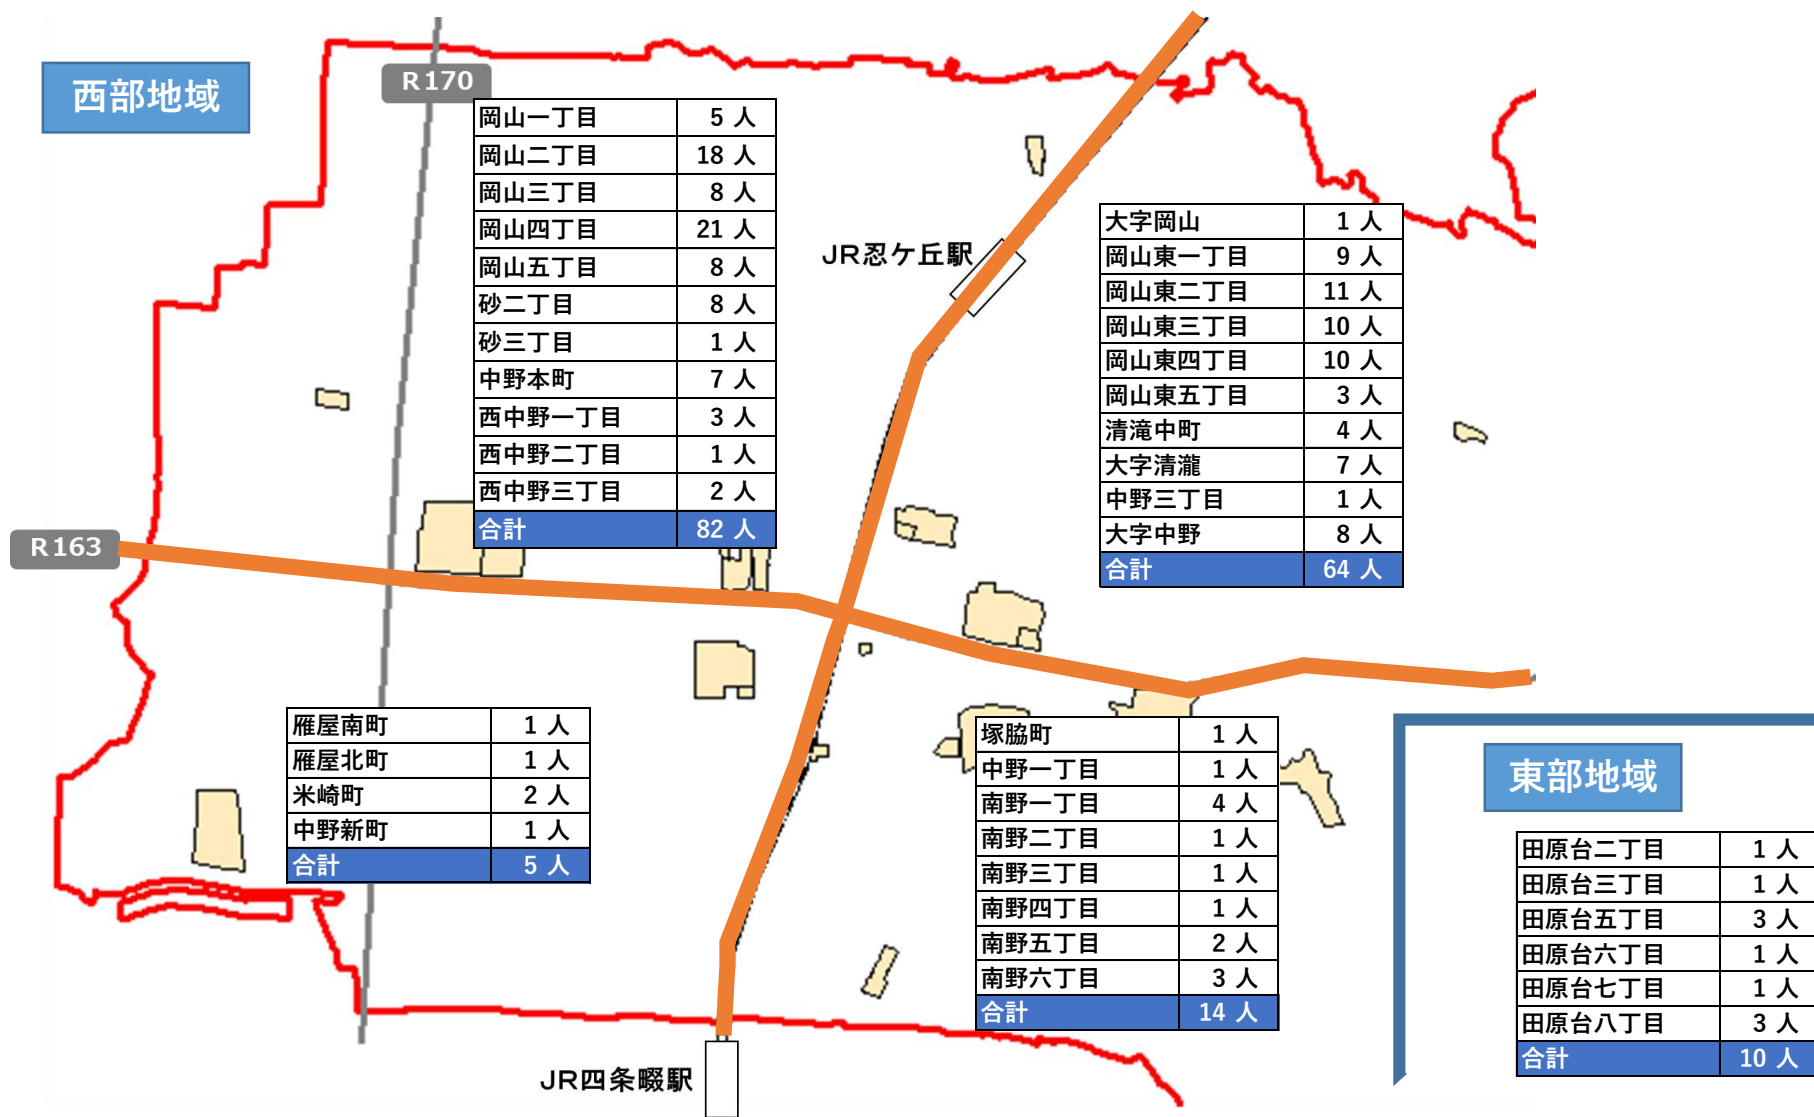 西部地域
R170
岡山一丁目 5 人
岡山二丁目 18 人
岡山三丁目 8 人
岡山四丁目 21 人
岡山五丁目 8 人
砂二丁目 8 人
砂三丁目 1 人
中野本町 7 人
西中野一丁目 3 人
西中野二丁目 1 人
西中野三丁目 2 人
合計 82 人
JR忍ケ丘駅
大字岡山 1 人
岡山東一丁目 9 人
岡山東二丁目 11 人
岡山東三丁目 10 人
岡山東四丁目 10 人
岡山東五丁目 3 人
清滝中町 4 人
大字清瀧 7 人
中野三丁目 1 人
大字中野 8 人
合計 64 人
R163
雁屋南町 1 人
雁屋北町 1 人
米崎町 2 人
中野新町 1 人
合計 5 人
塚脇町 1 人
中野一丁目 1 人
南野一丁目 4 人
南野二丁目 1 人
南野三丁目 1 人
南野四丁目 1 人
南野五丁目 2 人
南野六丁目 3 人
合計 14 人
東部地域
田原台二丁目 1 人
田原台三丁目 1 人
田原台五丁目 3 人
田原台六丁目 1 人
田原台七丁目 1 人
田原台八丁目 3 人
合計 10 人
JR四条畷駅